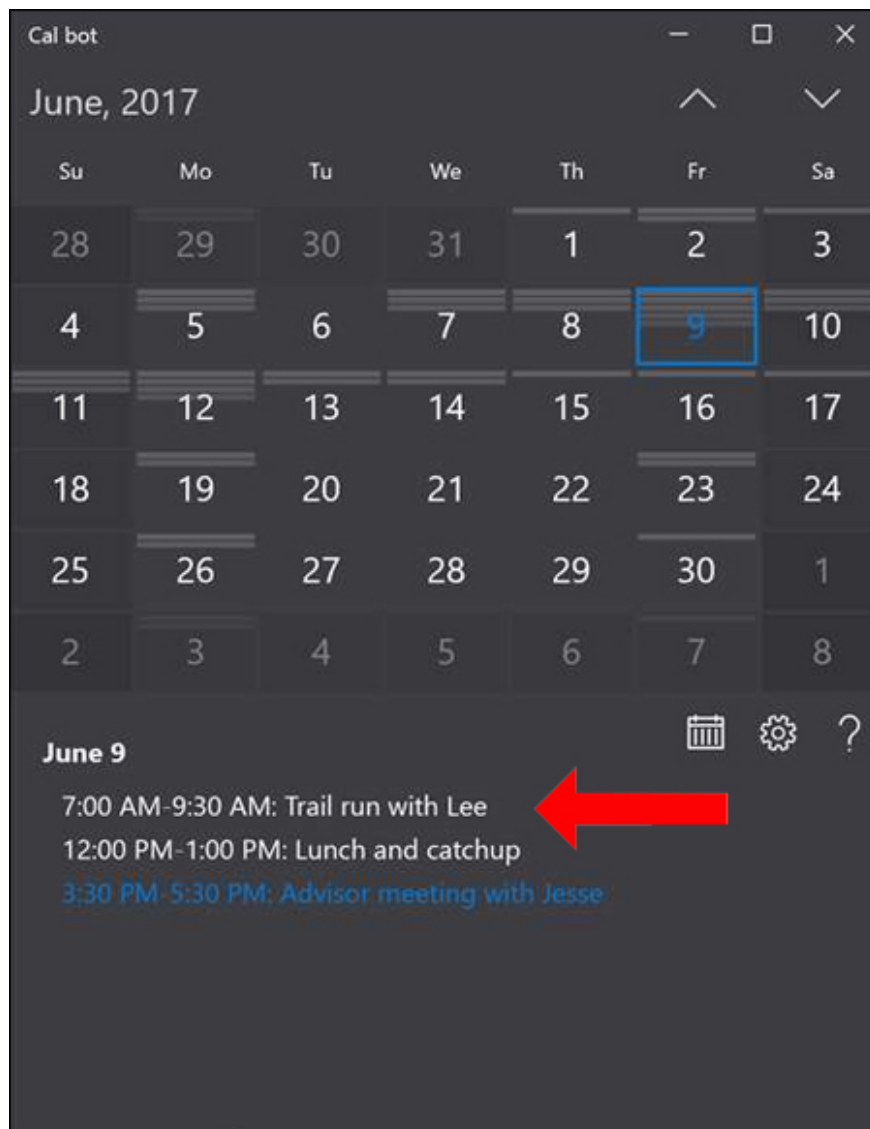 Cal bot
June, 2017
Su Mo Tu We Th Fr Sa
28 29 30 31 1 2 3
4 5 6 7 8 9 10
11 12 13 14 15 16 17
18 19 20 21 22 23 24
25 26 27 28 29 30 1
2 3 4 5 6 7 8
?
June 9
7:00 AM-9:30 AM: Trail run with Lee
12:00 PM-1:00 PM: Lunch and catchup
3:30 PM-5:30 PM: Advisor meeting with Jesse